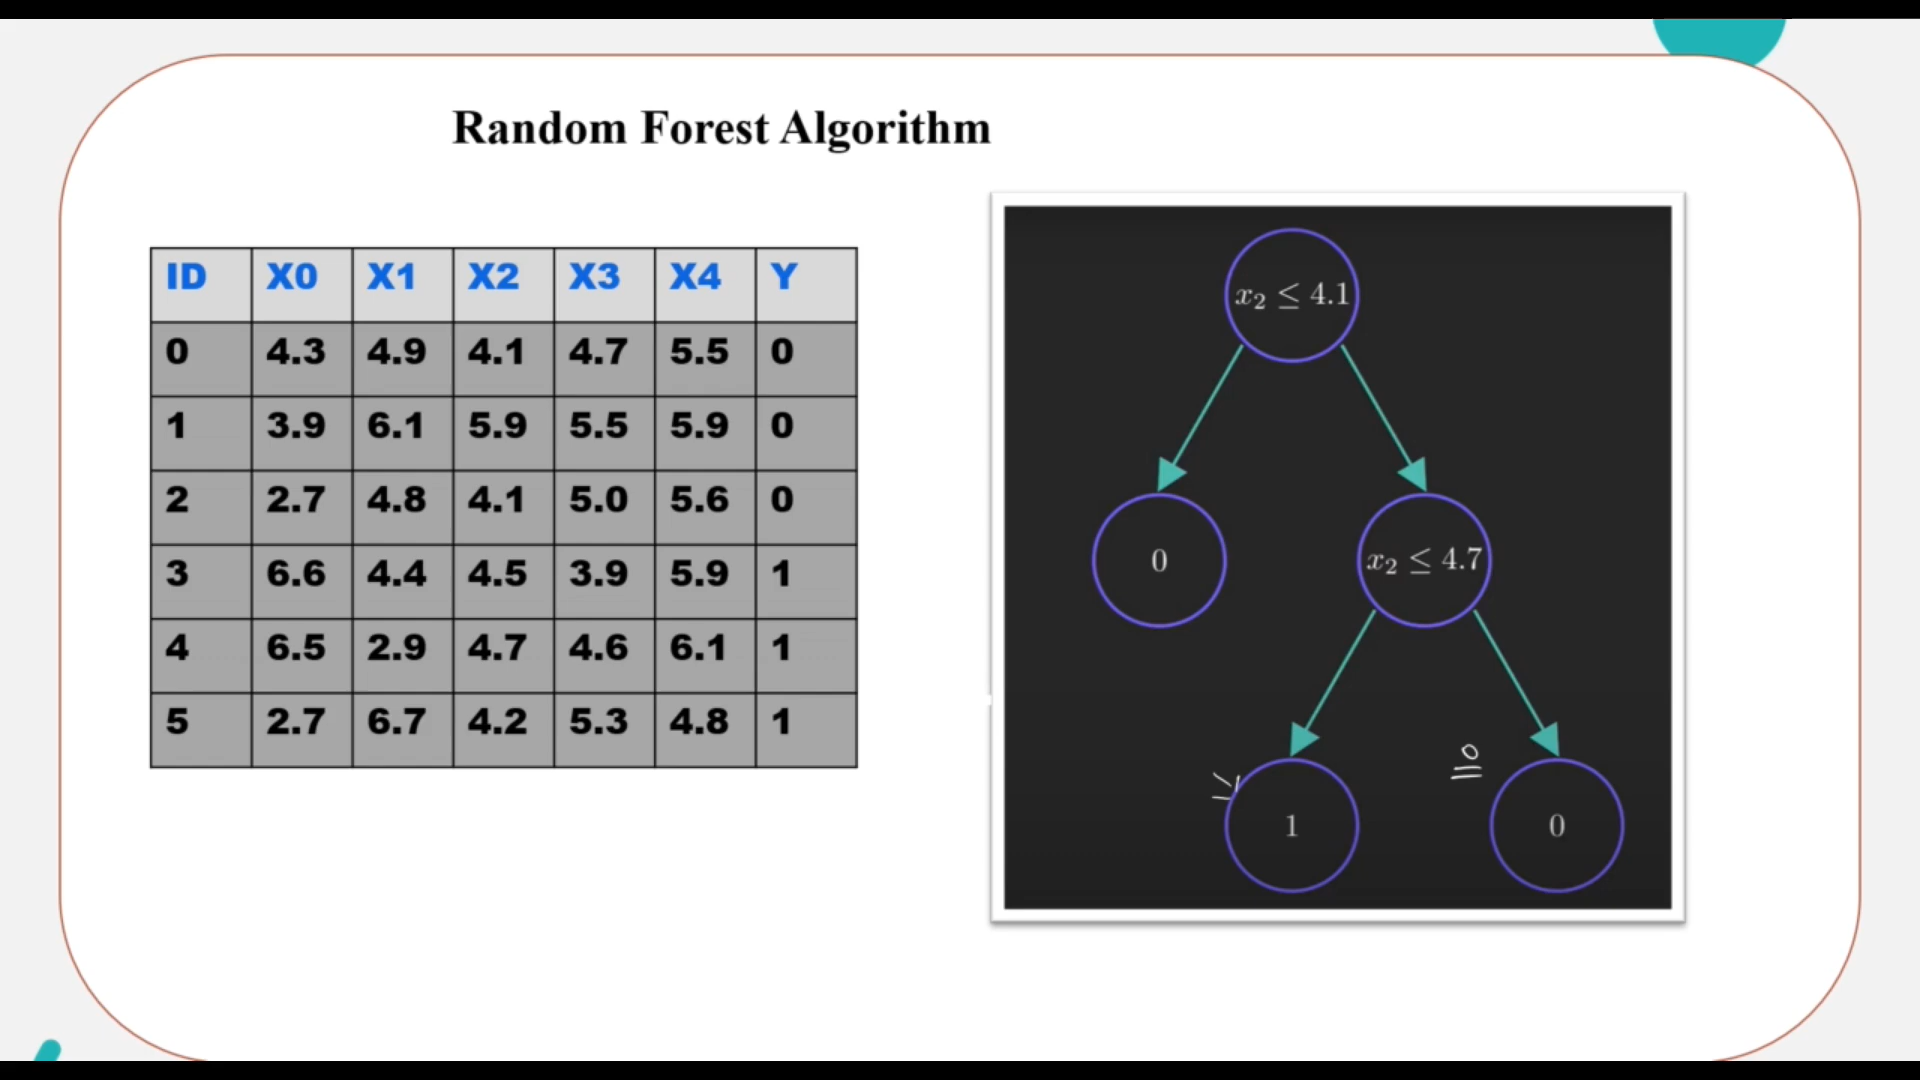 Random Forest Algorithm
ID X0 X1 X2 X3 X4 Y
0 4.3 4.9 4.1 4.7 5.5 0
1 3.9 6.1 5.9 5.5 5.9 0
2 2.7 4.8 4.1 5.0 5.6 0
3 6.6 4.4 4.5 3.9 5.9 1
4 6.5 2.9 4.7 4.6 6.1 1
5 2.7 6.7 4.2 5.3 4.8 1
x₂ ≤ 4.1
0
x₂ ≤ 4.7
0
1
0